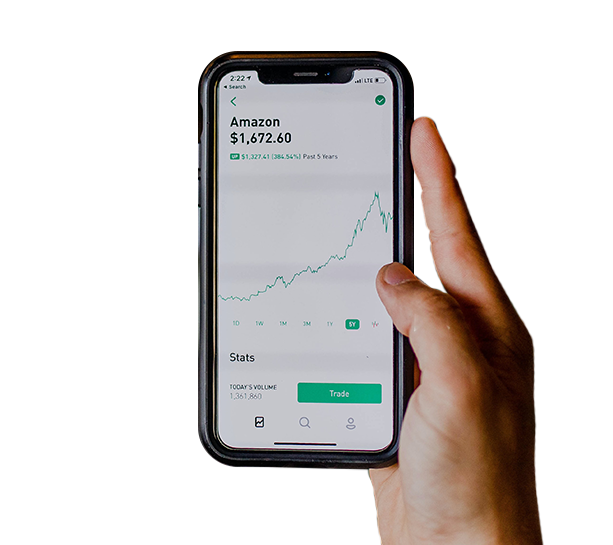 2:22 LTE
Search
Amazon
$1,672.60
UP $1,327.41 (384.54%) Past 5 Years
1D 1W 1M 3M 1Y 5Y
Stats
TODAY'S VOLUME
1,361,860
Trade